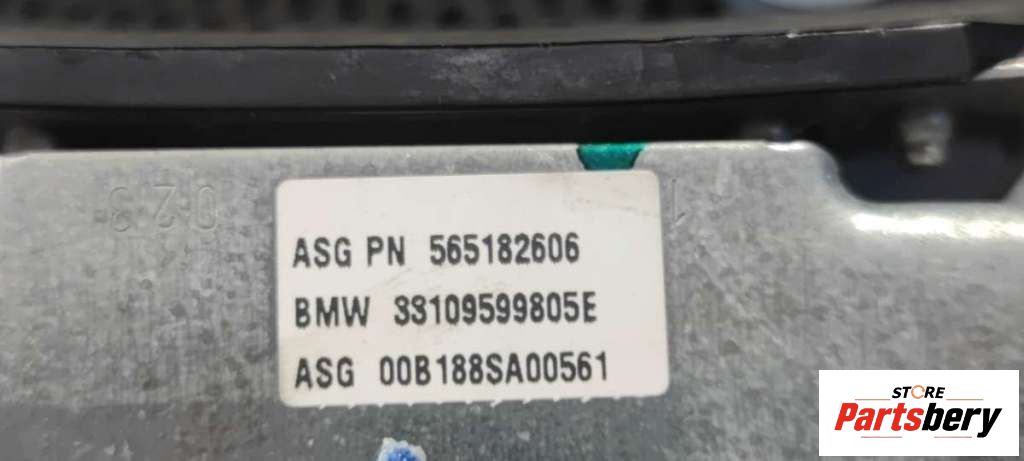 ASG PN 565182606
BMW 33109599805E
ASG 00B188SA00561
STORE
Partsbery